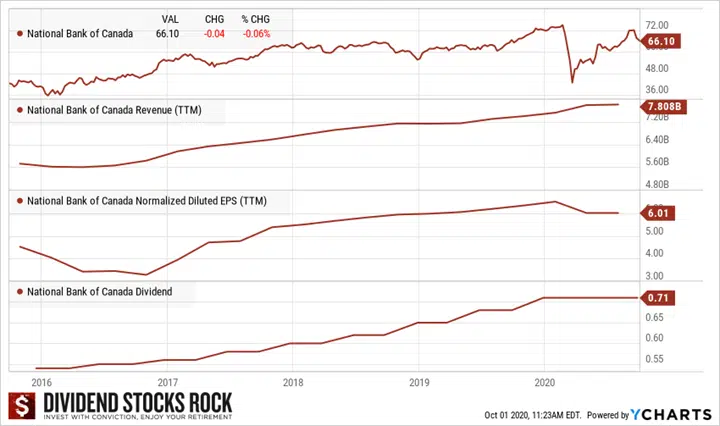 VAL CHG % CHG
National Bank of Canada 66.10 -0.04 -0.06%
72.00
66.10
48.00
36.00
National Bank of Canada Revenue (TTM)
7.808B
7.20B
6.40B
5.60B
4.80B
National Bank of Canada Normalized Diluted EPS (TTM)
6.01
5.00
4.00
3.00
National Bank of Canada Dividend
0.71
0.65
0.60
0.55
2016 2017 2018 2019 2020
$ DIVIDEND STOCKS ROCK
INVEST WITH CONVICTION, ENJOY YOUR RETIREMENT
Oct 01 2020, 11:23AM EDT. Powered by YCHARTS